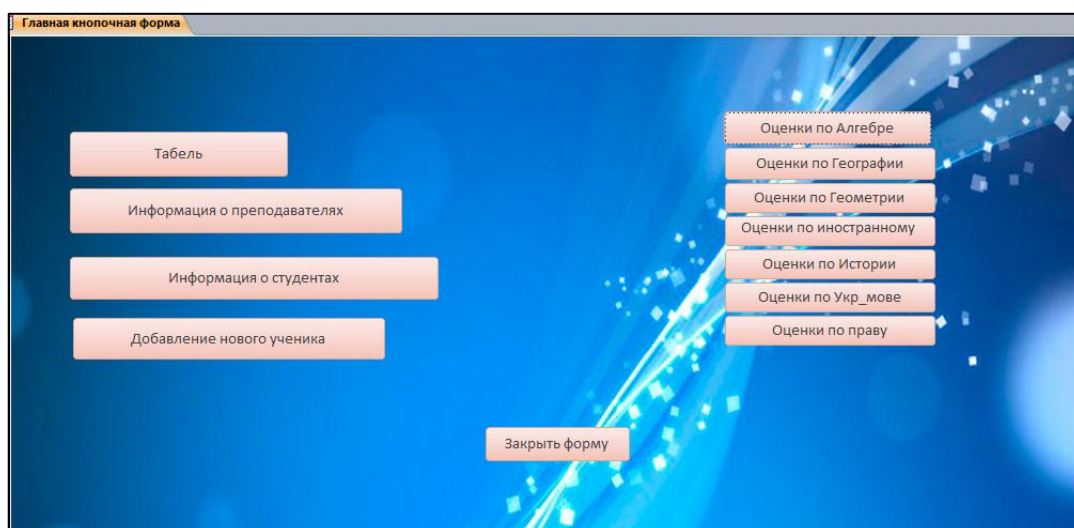 Главная кнопочная форма
Табель
Информация о преподавателях
Информация о студентах
Добавление нового ученика
Оценки по Алгебре
Оценки по Географии
Оценки по Геометрии
Оценки по иностранному
Оценки по Истории
Оценки по Укр_мове
Оценки по праву
Закрыть форму